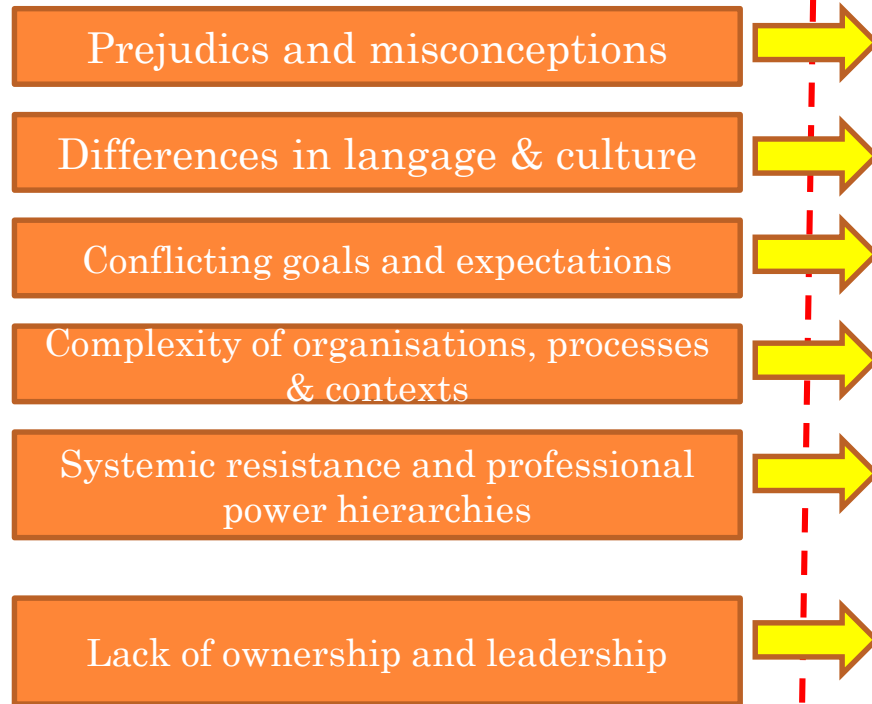 Prejudics and misconceptions
Differences in langage & culture
Conflicting goals and expectations
Complexity of organisations, processes
& contexts
Systemic resistance and professional
power hierarchies
Lack of ownership and leadership